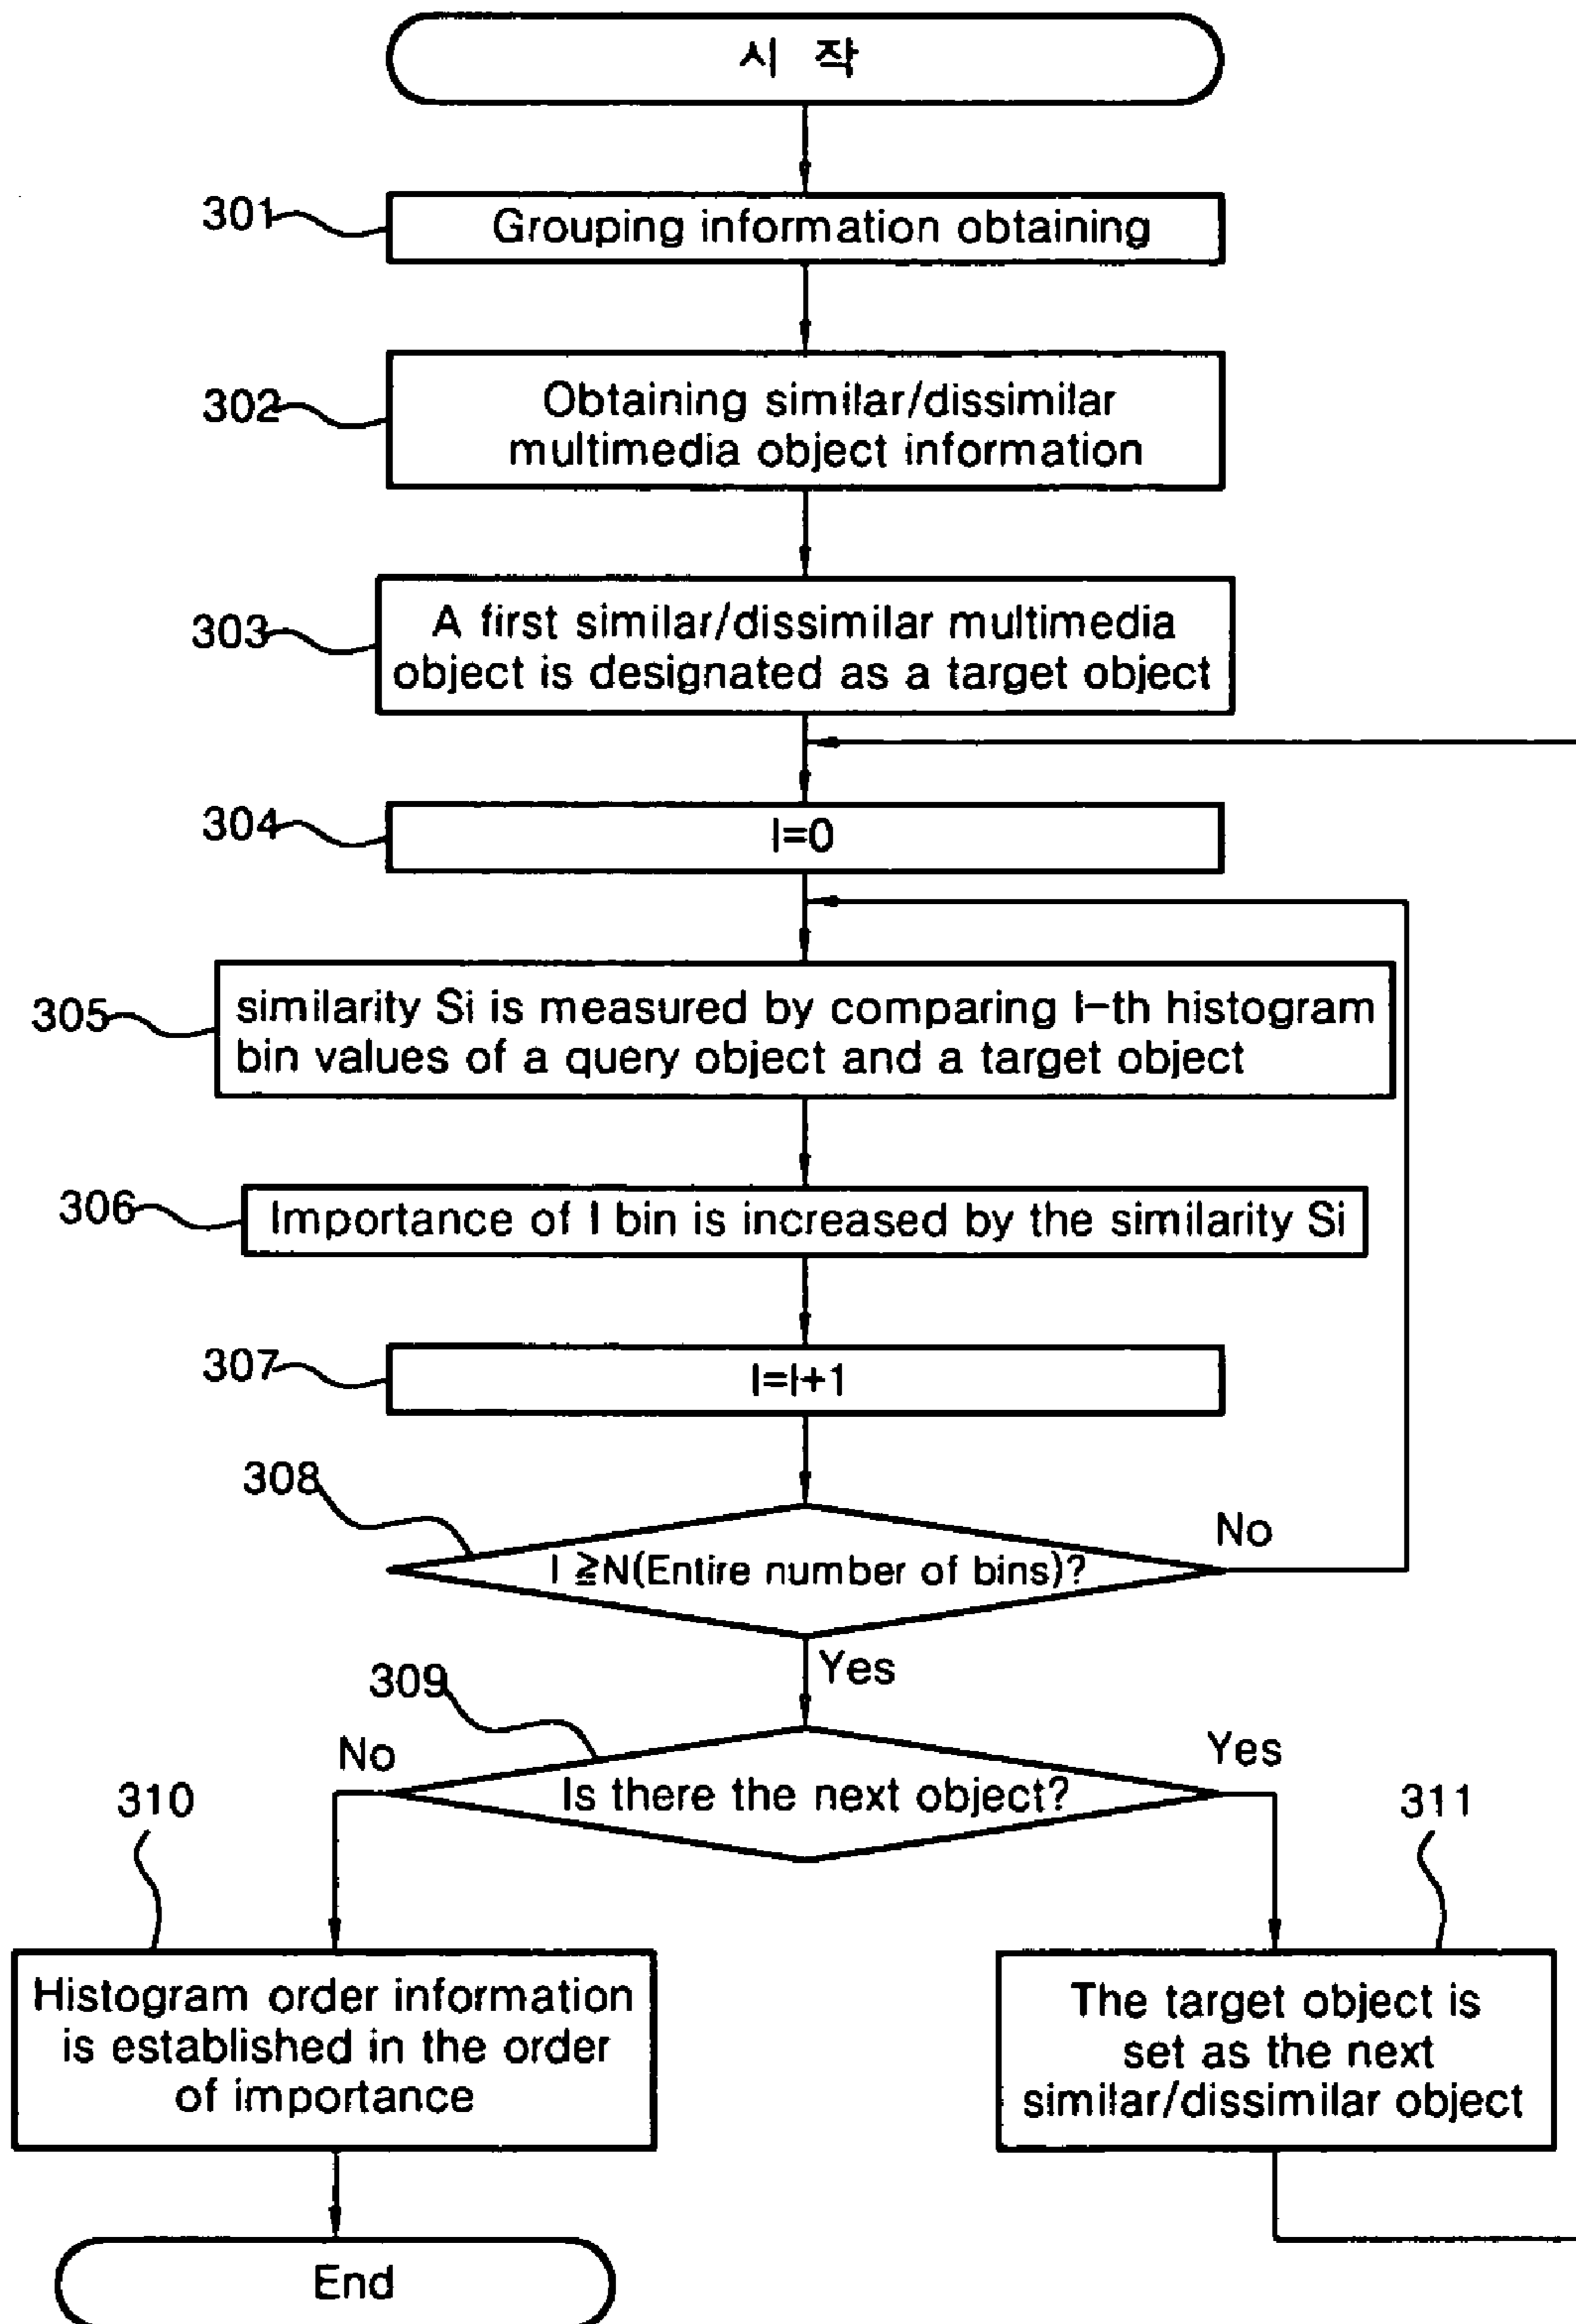 시 작
301
Grouping information obtaining
302
Obtaining similar/dissimilar
multimedia object information
303
A first similar/dissimilar multimedia
object is designated as a target object
304
I=0
305
similarity Si is measured by comparing I-th histogram
bin values of a query object and a target object
306
Importance of I bin is increased by the similarity Si
307
I=I+1
308
I ≧N(Entire number of bins)?
No
Yes
309
Is there the next object?
No
Yes
310
Histogram order information
is established in the order
of importance
311
The target object is
set as the next
similar/dissimilar object
End